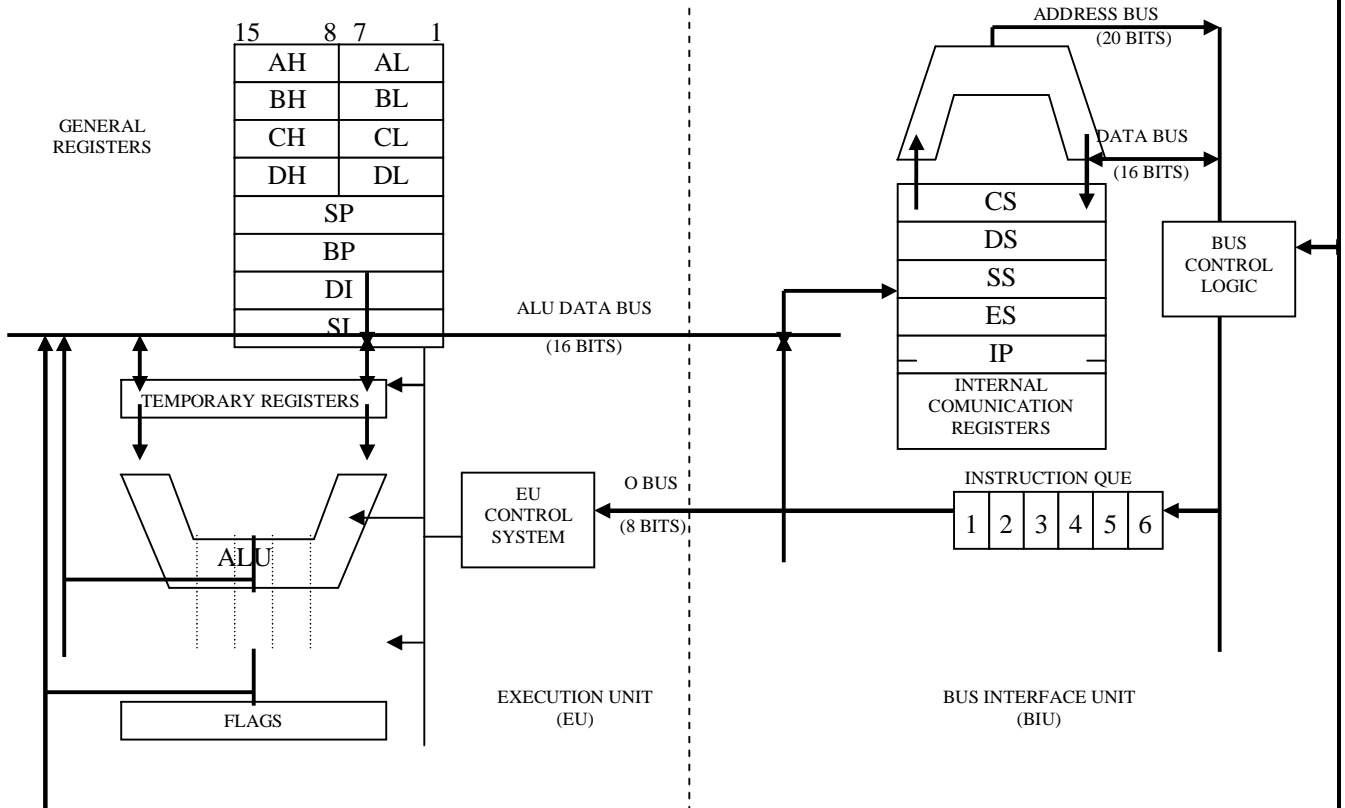 15 8 7 1
AH AL
BH BL
CH CL
DH DL
SP
BP
DI
SI
GENERAL
REGISTERS
ALU DATA BUS
(16 BITS)
TEMPORARY REGISTERS
ALU
FLAGS
EU
CONTROL
SYSTEM
O BUS
(8 BITS)
EXECUTION UNIT
(EU)
ADDRESS BUS
(20 BITS)
DATA BUS
(16 BITS)
CS
DS
SS
ES
IP
INTERNAL
COMUNICATION
REGISTERS
BUS
CONTROL
LOGIC
INSTRUCTION QUE
1 2 3 4 5 6
BUS INTERFACE UNIT
(BIU)